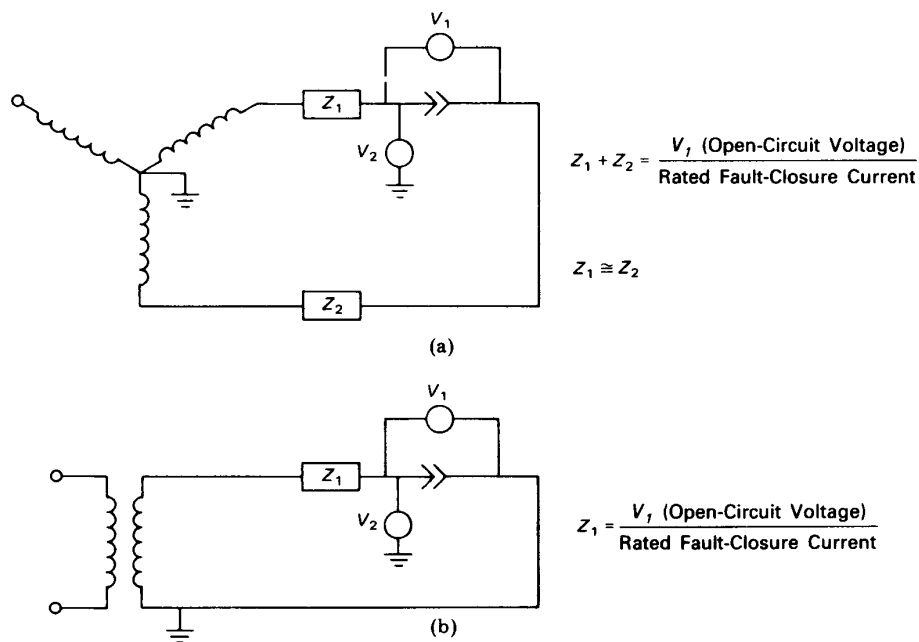 V₁
Z₁
V₂
Z₁ + Z₂ = V₁ (Open-Circuit Voltage)
Rated Fault-Closure Current
Z₁ ≅ Z₂
Z₂
(a)
V₁
Z₁
V₂
Z₁ = V₁ (Open-Circuit Voltage)
Rated Fault-Closure Current
(b)